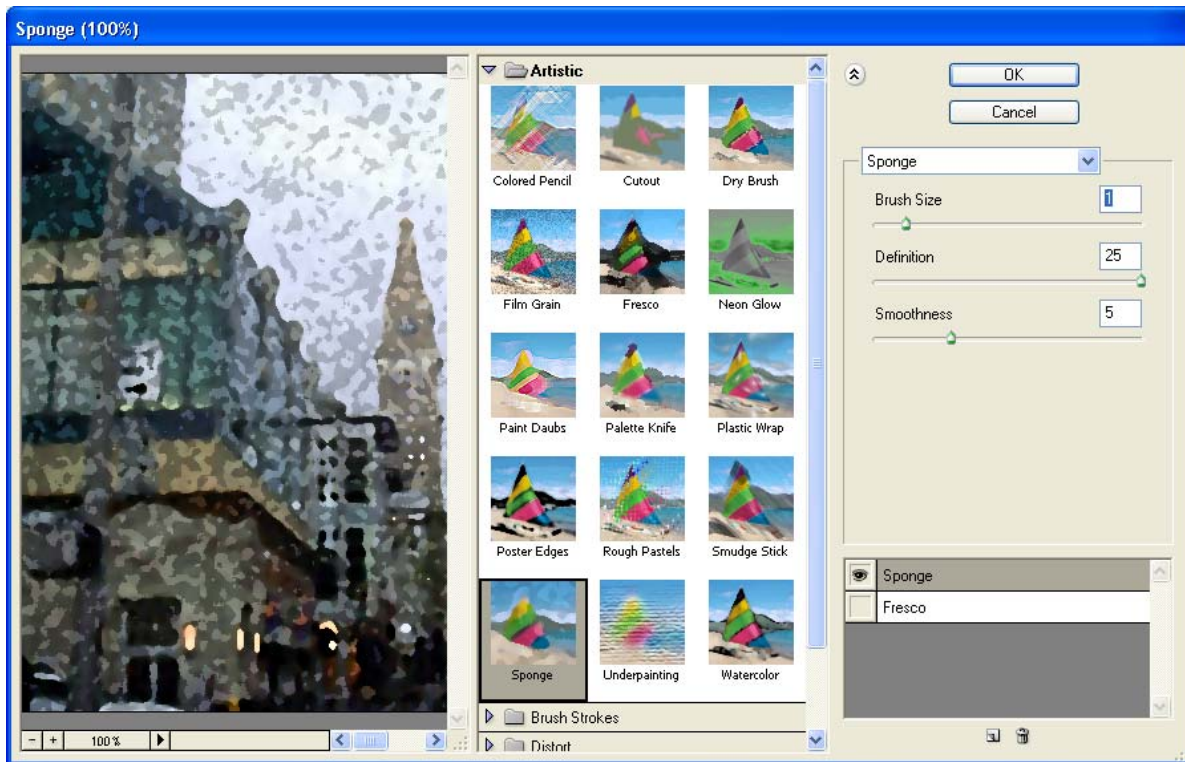 Sponge (100%)
Artistic
Colored Pencil
Cutout
Dry Brush
Film Grain
Fresco
Neon Glow
Paint Daubs
Palette Knife
Plastic Wrap
Poster Edges
Rough Pastels
Smudge Stick
Sponge
Underpainting
Watercolor
Brush Strokes
Distort
- + 100%
OK
Cancel
Sponge
Brush Size 1
Definition 25
Smoothness 5
Sponge
Fresco